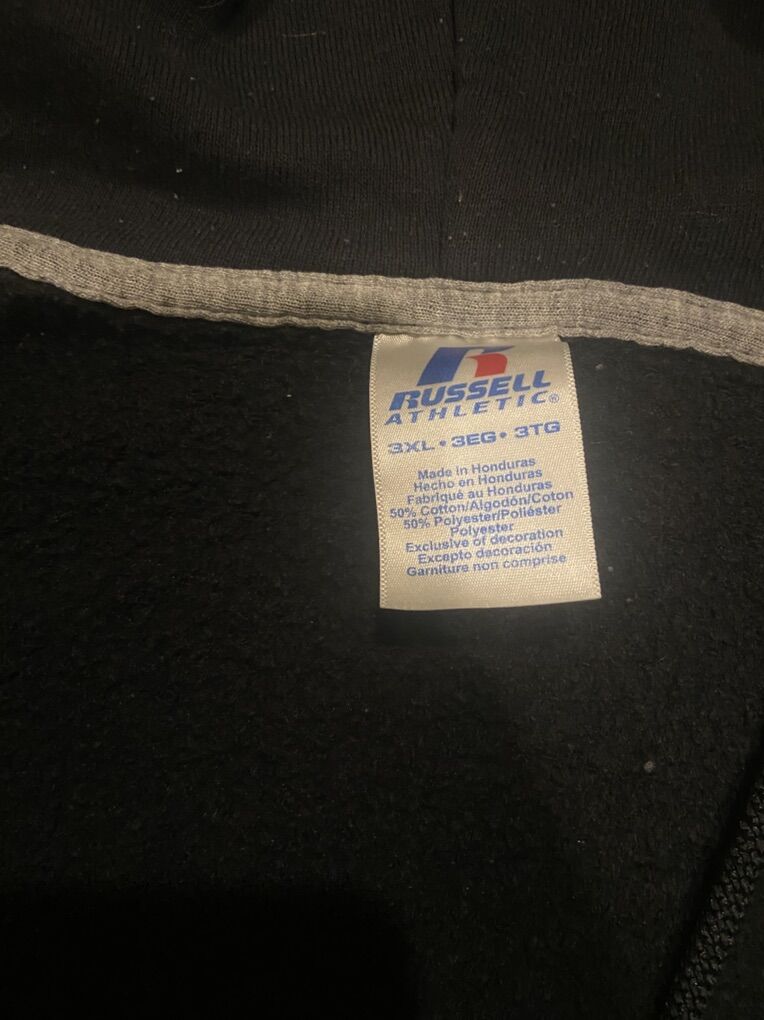 RUSSELL
ATHLETIC®
3XL • 3EG • 3TG
Made in Honduras
Hecho en Honduras
Fabriqué au Honduras
50% Cotton/Algodón/Coton
50% Polyester/Poliéster
Polyester
Exclusive of decoration
Excepto decoración
Garniture non comprise